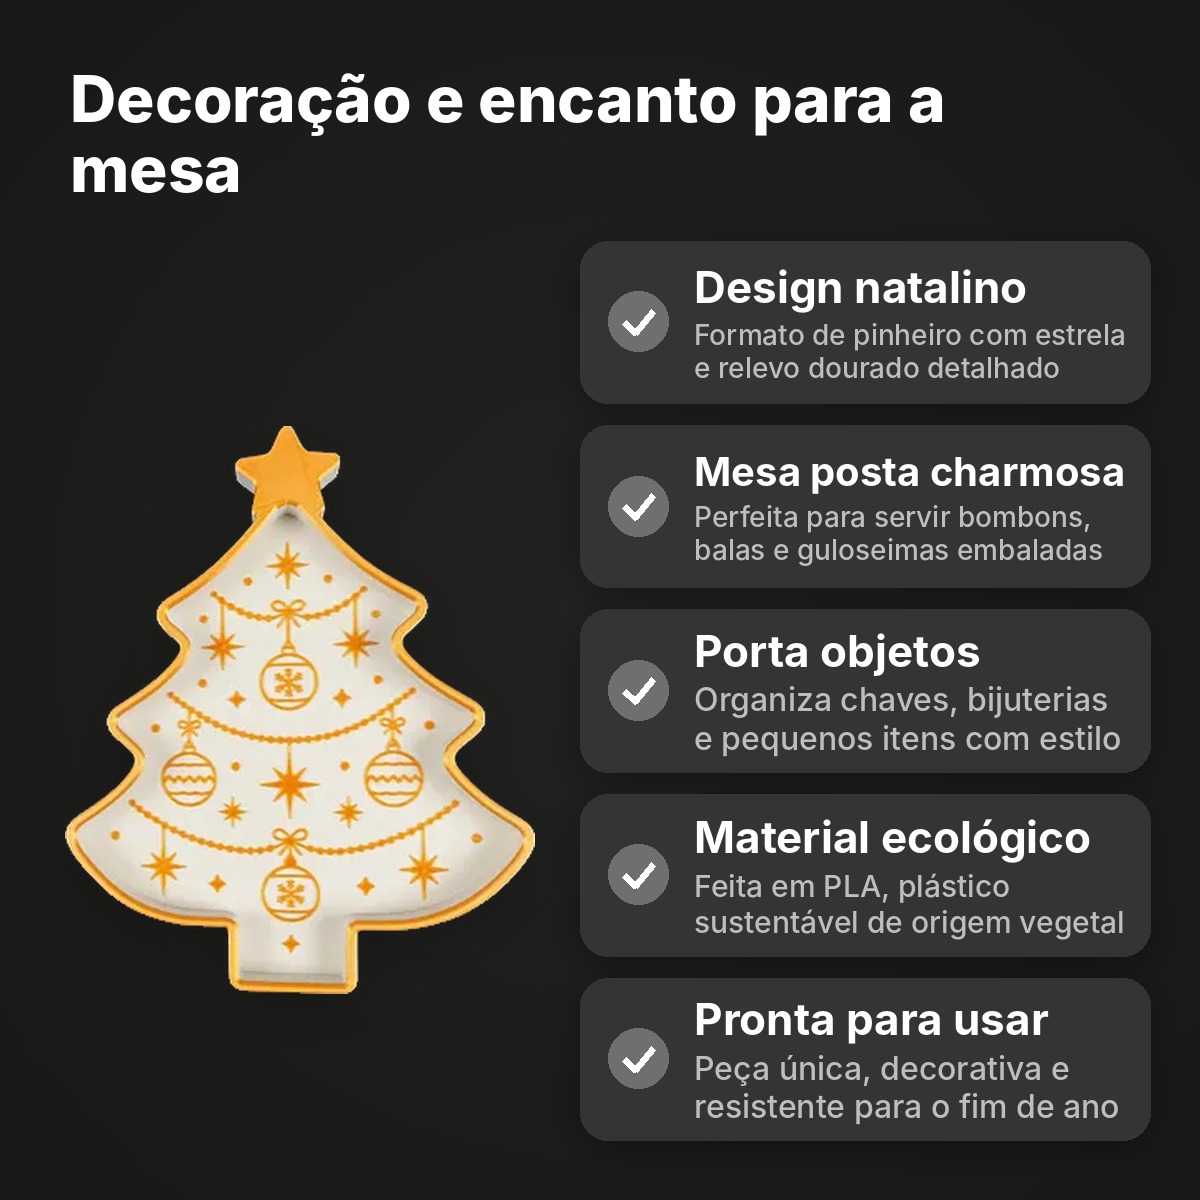 Decoração e encanto para a
mesa
Design natalino
Formato de pinheiro com estrela
e relevo dourado detalhado
Mesa posta charmosa
Perfeita para servir bombons,
balas e guloseimas embaladas
Porta objetos
Organiza chaves, bijuterias
e pequenos itens com estilo
Material ecológico
Feita em PLA, plástico
sustentável de origem vegetal
Pronta para usar
Peça única, decorativa e
resistente para o fim de ano